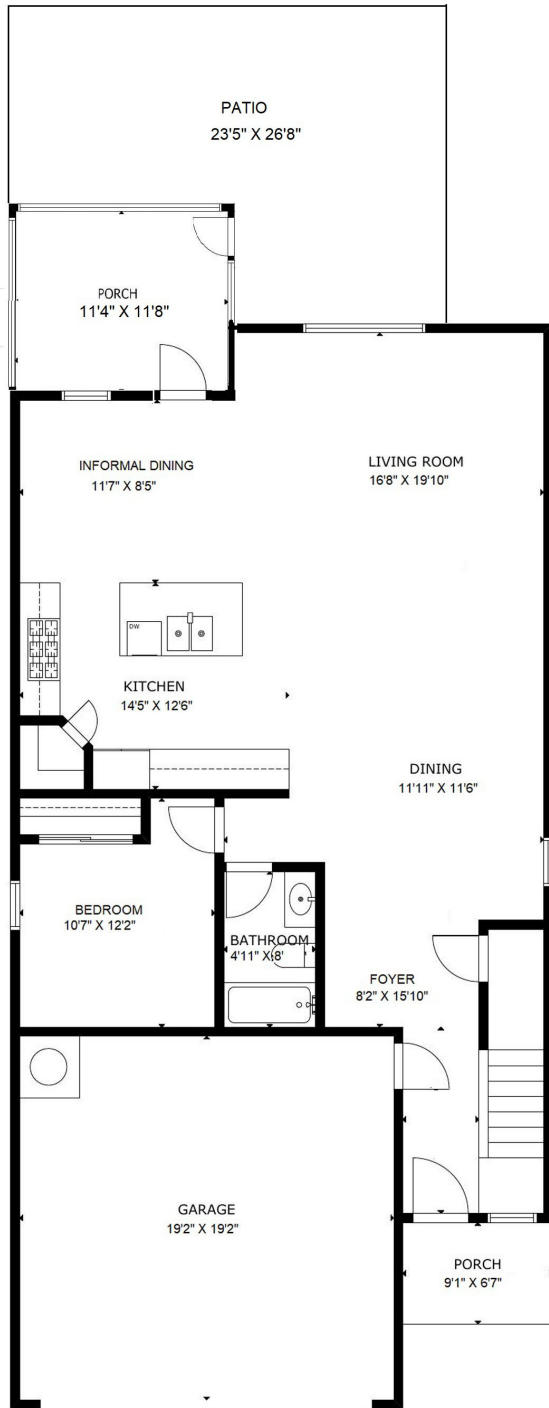 PATIO
23'5" X 26'8"
PORCH
11'4" X 11'8"
INFORMAL DINING
11'7" X 8'5"
LIVING ROOM
16'8" X 19'10"
DW
KITCHEN
14'5" X 12'6"
DINING
11'11" X 11'6"
BEDROOM
10'7" X 12'2"
BATHROOM
4'11" X 8'
FOYER
8'2" X 15'10"
GARAGE
19'2" X 19'2"
PORCH
9'1" X 6'7"